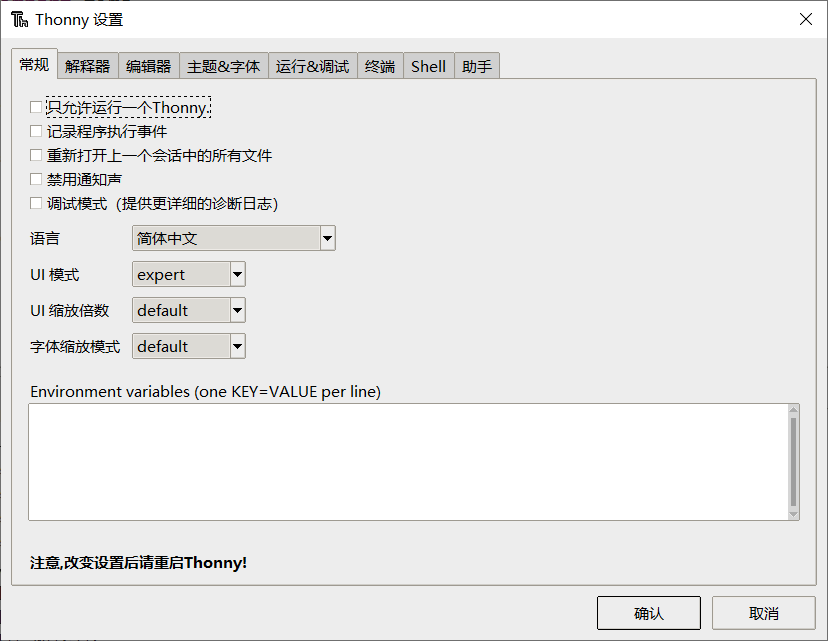 Thonny 设置
常规 解释器 编辑器 主题&字体 运行&调试 终端 Shell 助手
只允许运行一个Thonny.
记录程序执行事件
重新打开上一个会话中的所有文件
禁用通知声
调试模式（提供更详细的诊断日志）
语言 简体中文
UI 模式 expert
UI 缩放倍数 default
字体缩放模式 default
Environment variables (one KEY=VALUE per line)
注意,改变设置后请重启Thonny!
确认 取消